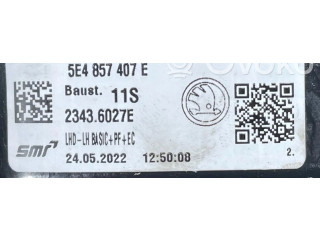 5E4 857 407 E
Baust. 11S
2343.6027E
LHD-LH BASIC+PF+EC
smr
24.05.2022 12:50:08 2.